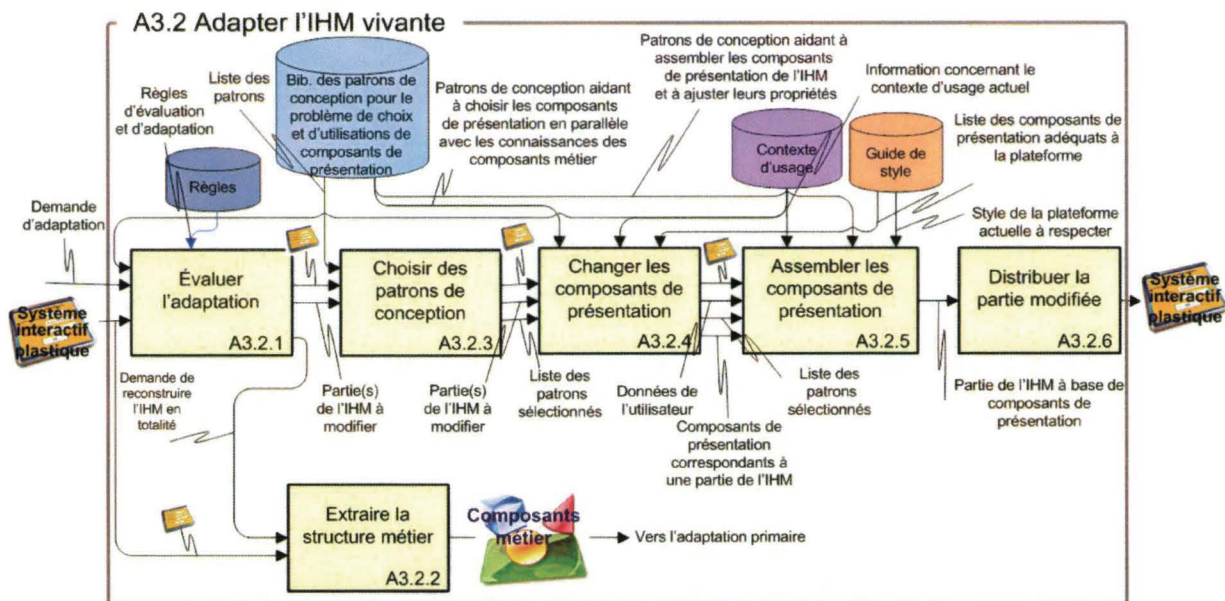 A3.2 Adapter l'IHM vivante
Règles
d'évaluation
et d'adaptation
Liste des
patrons
Bib. des patrons de
conception pour le
problème de choix
et d'utilisations de
composants de
présentation
Patrons de conception aidant
à choisir les composants
de présentation en parallèle
avec les connaissances des
composants métier
Patrons de conception aidant à
assembler les composants
de présentation de l'IHM
et à ajuster leurs propriétés
Information concernant le
contexte d'usage actuel
Liste des composants de
présentation adéquats à
la plateforme
Règles
Contexte
d'usage
Guide de
style
Style de la plateforme
actuelle à respecter
Demande
d'adaptation
Système
interactif
plastique
Évaluer
l'adaptation
A3.2.1
Choisir des
patrons de
conception
A3.2.3
Changer les
composants de
présentation
A3.2.4
Assembler les
composants de
présentation
A3.2.5
Distribuer la
partie modifiée
A3.2.6
Système
interactif
plastique
Demande de
reconstruire
l'IHM en
totalité
Partie(s)
de l'IHM à
modifier
Partie(s)
de l'IHM à
modifier
Liste des
patrons
sélectionnés
Données de
l'utilisateur
Composants de
présentation
correspondants à
une partie de l'IHM
Liste des
patrons
sélectionnés
Partie de l'IHM à base de
composants de
présentation
Extraire la
structure métier
A3.2.2
Composants
métier
Vers l'adaptation primaire